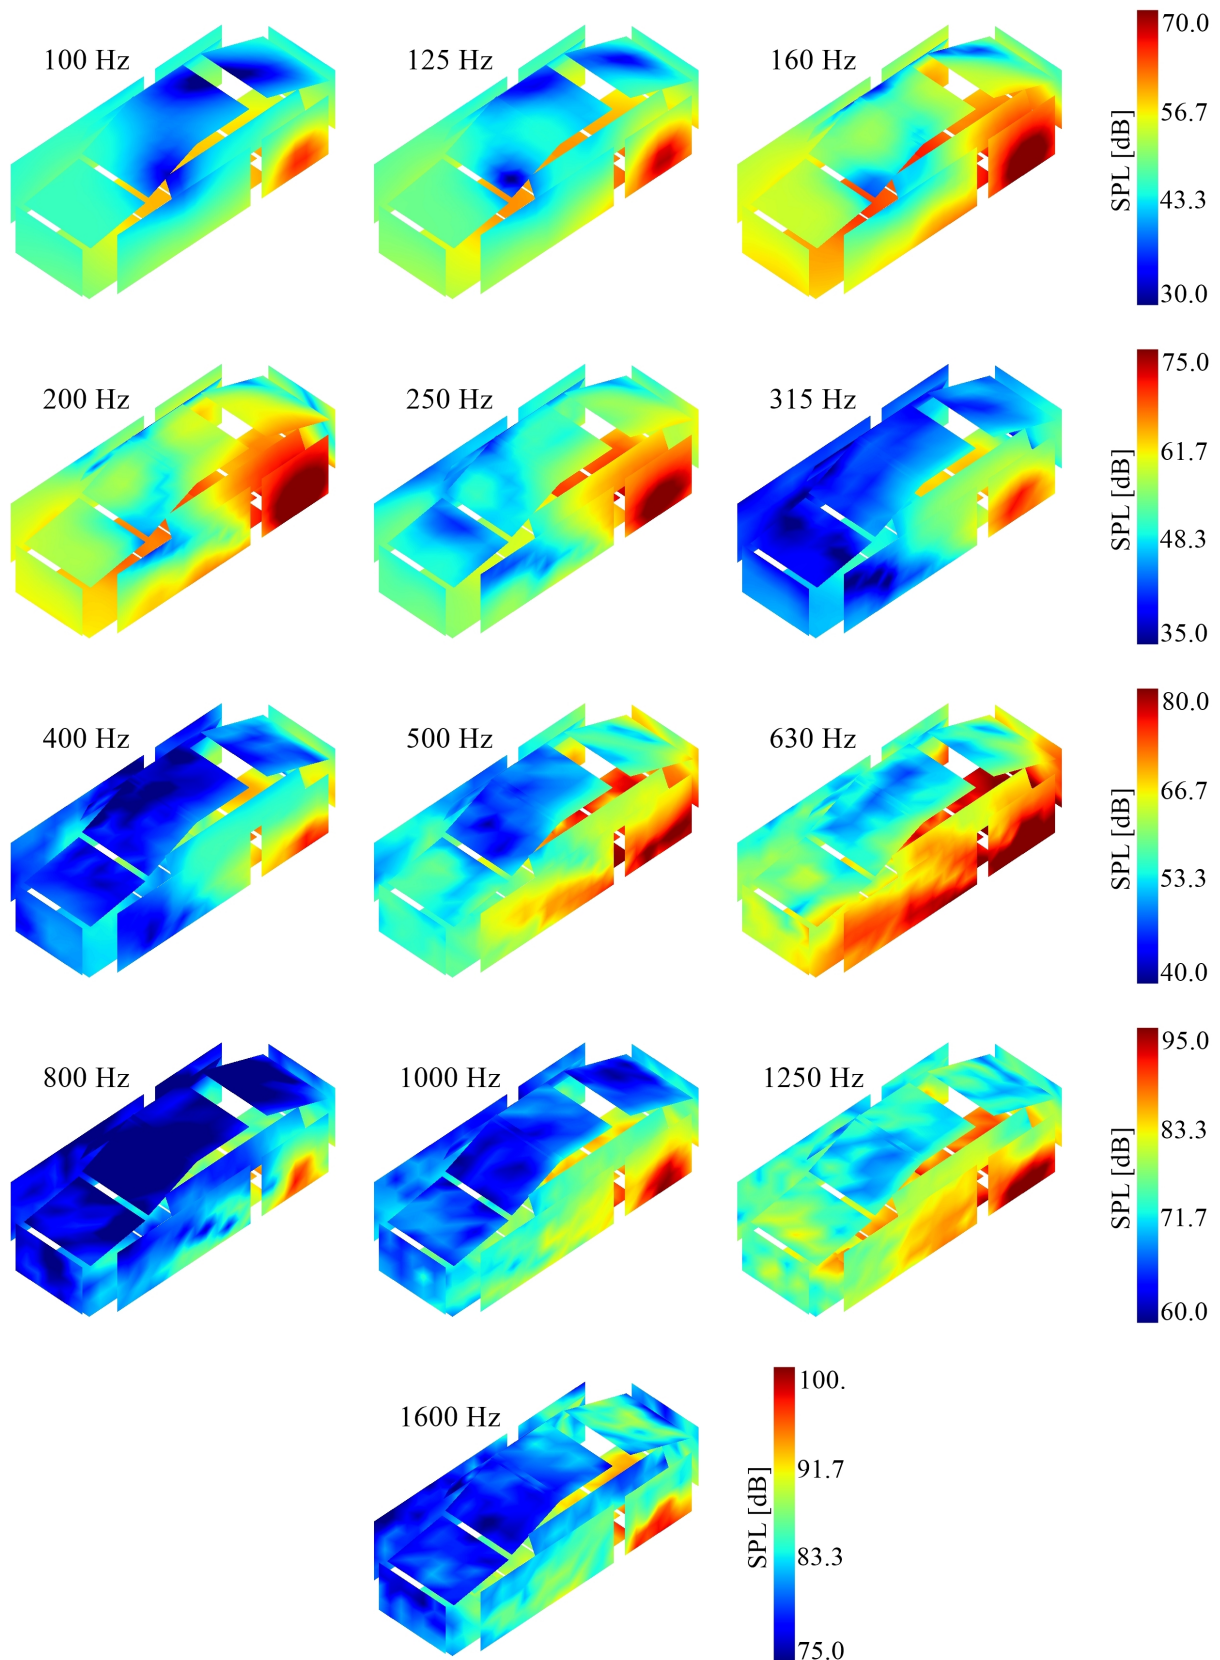 100 Hz
125 Hz
160 Hz
70.0
56.7
43.3
30.0
SPL [dB]
200 Hz
250 Hz
315 Hz
75.0
61.7
48.3
35.0
SPL [dB]
400 Hz
500 Hz
630 Hz
80.0
66.7
53.3
40.0
SPL [dB]
800 Hz
1000 Hz
1250 Hz
95.0
83.3
71.7
60.0
SPL [dB]
1600 Hz
100.
91.7
83.3
75.0
SPL [dB]